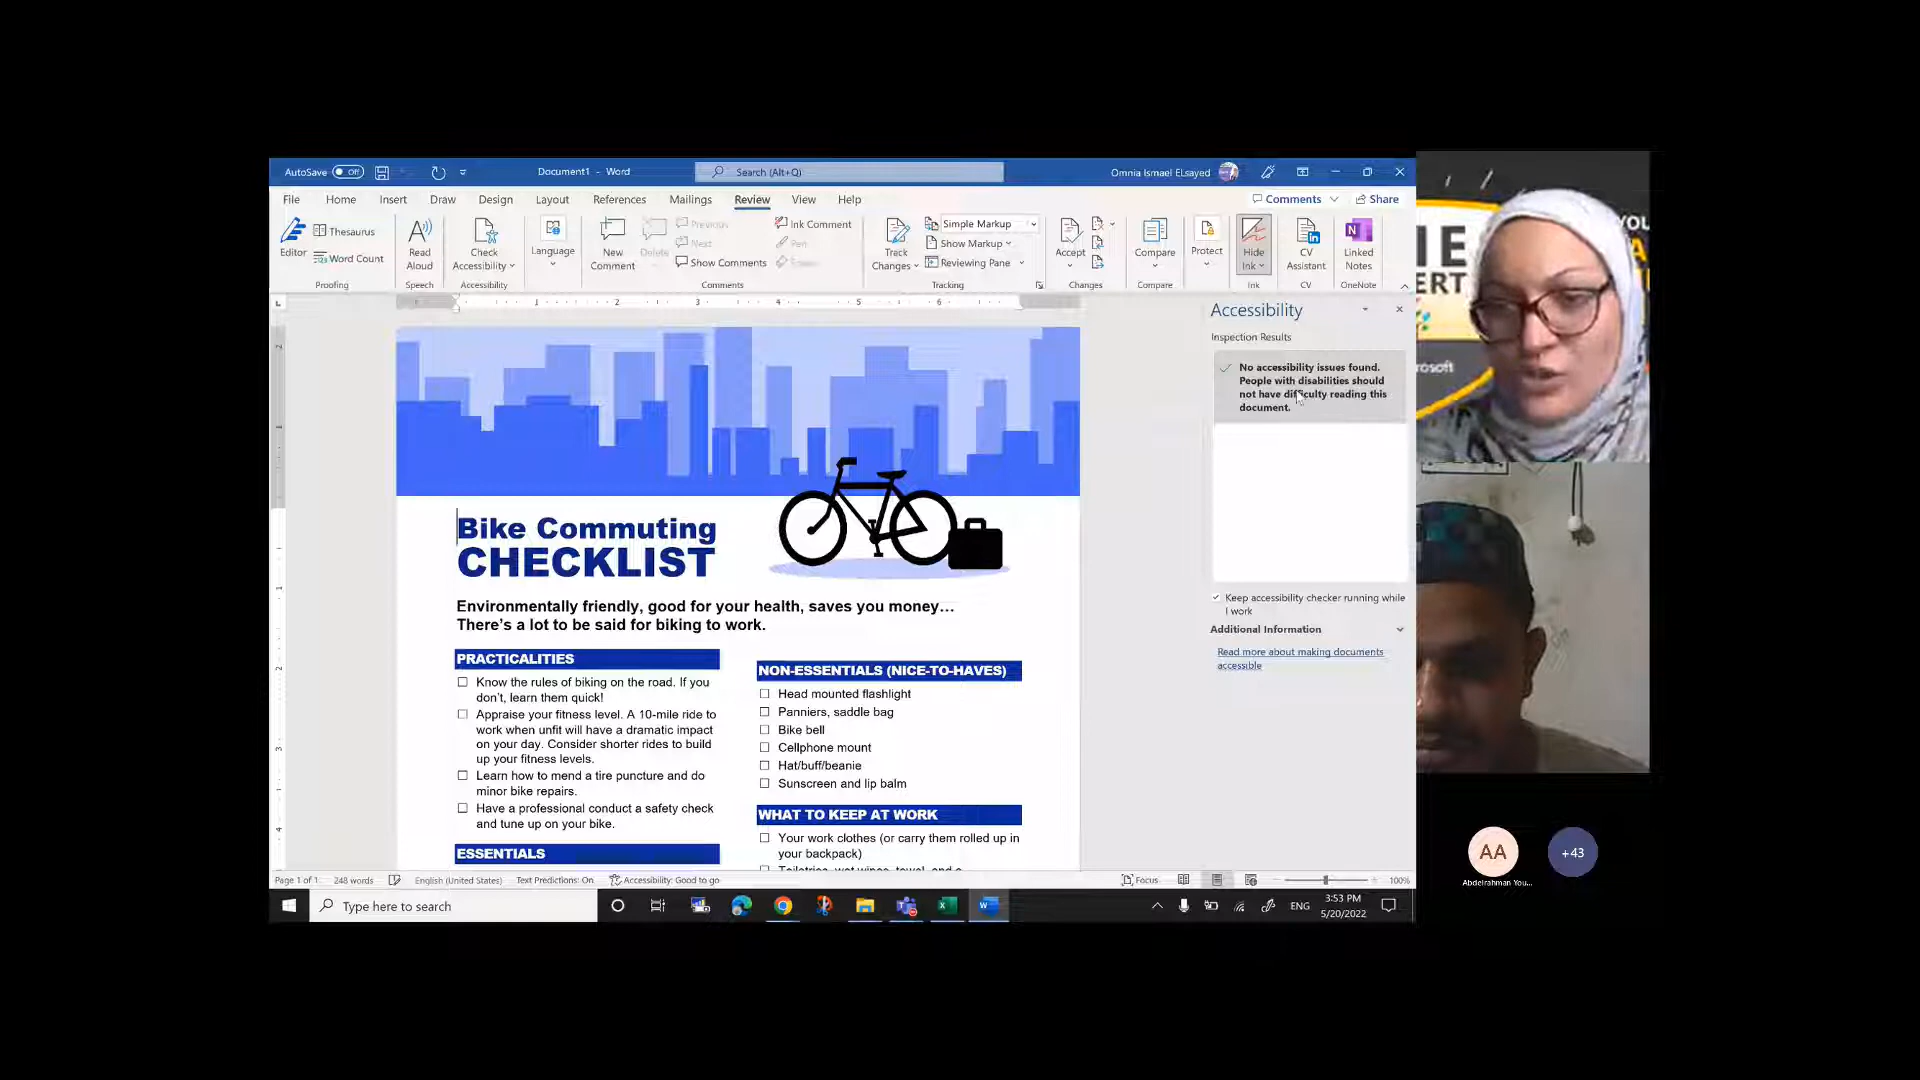 AutoSave Off Document1 - Word Search (Alt+Q) Omnia Ismael ELsayed
File Home Insert Draw Design Layout References Mailings Review View Help Comments Share
Editor
Thesaurus
Word Count
Proofing
Read
Aloud
Speech
Check
Accessibility
Accessibility
Language
New
Comment
Delete
Previous
Next
Show Comments
Ink Comment
Pen
Comments
Track
Changes
Simple Markup
Show Markup
Reviewing Pane
Tracking
Accept
Changes
Compare
Compare
Protect
Hide
Ink
Ink
CV
Assistant
CV
Linked
Notes
OneNote
Bike Commuting
CHECKLIST
Environmentally friendly, good for your health, saves you money…
There's a lot to be said for biking to work.
PRACTICALITIES
Know the rules of biking on the road. If you
don't, learn them quick!
Appraise your fitness level. A 10-mile ride to
work when unfit will have a dramatic impact
on your day. Consider shorter rides to build
up your fitness levels.
Learn how to mend a tire puncture and do
minor bike repairs.
Have a professional conduct a safety check
and tune up on your bike.
ESSENTIALS
NON-ESSENTIALS (NICE-TO-HAVES)
Head mounted flashlight
Panniers, saddle bag
Bike bell
Cellphone mount
Hat/buff/beanie
Sunscreen and lip balm
WHAT TO KEEP AT WORK
Your work clothes (or carry them rolled up in
your backpack)
Accessibility
Inspection Results
No accessibility issues found.
People with disabilities should
not have difficulty reading this
document.
Keep accessibility checker running while
I work
Additional Information
Read more about making documents
accessible
Page 1 of 1 248 words English (United States) Text Predictions: On Accessibility: Good to go Focus 100%
Type here to search
ENG
3:53 PM
5/20/2022
YOU
IE
ERT
rosoft
AA
Abdelrahman You...
+43